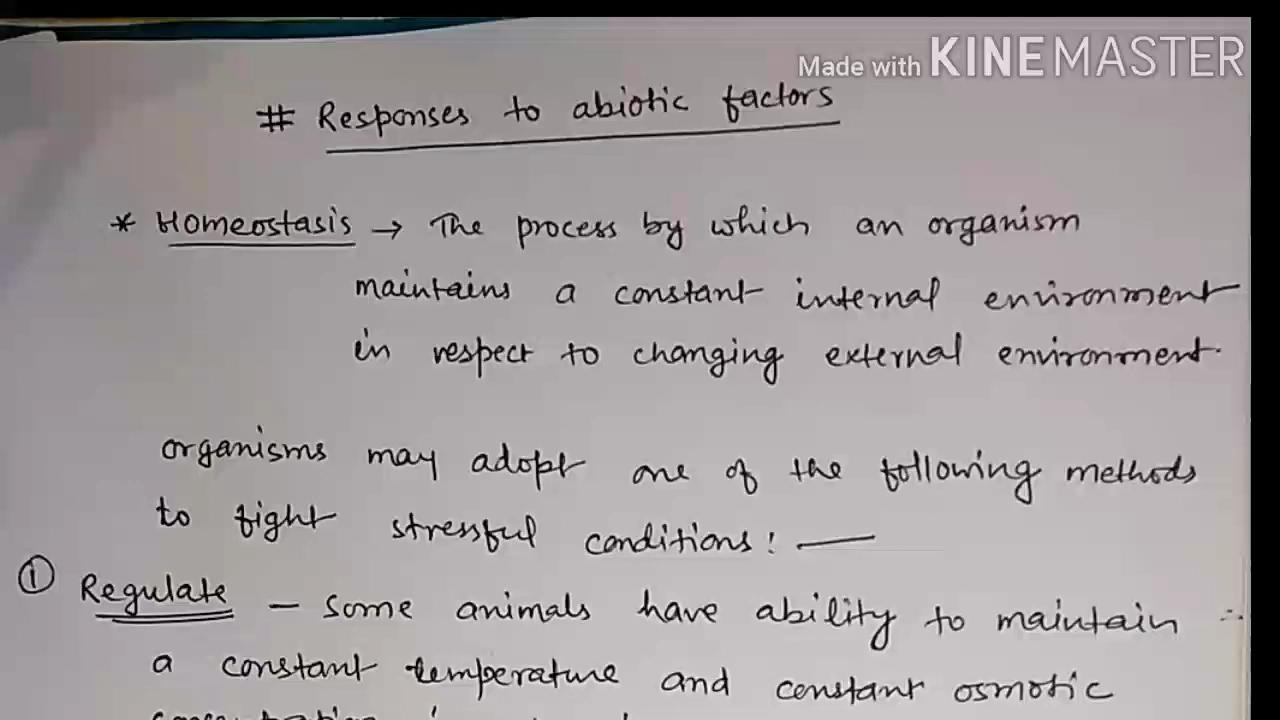 Made with KINEMASTER
# Responses to abiotic factors
* Homeostasis → The process by which an organism
maintains a constant internal environment
in respect to changing external environment.
organisms may adopt one of the following methods
to fight stressful conditions: —
① Regulate — some animals have ability to maintain
a constant temperature and constant osmotic